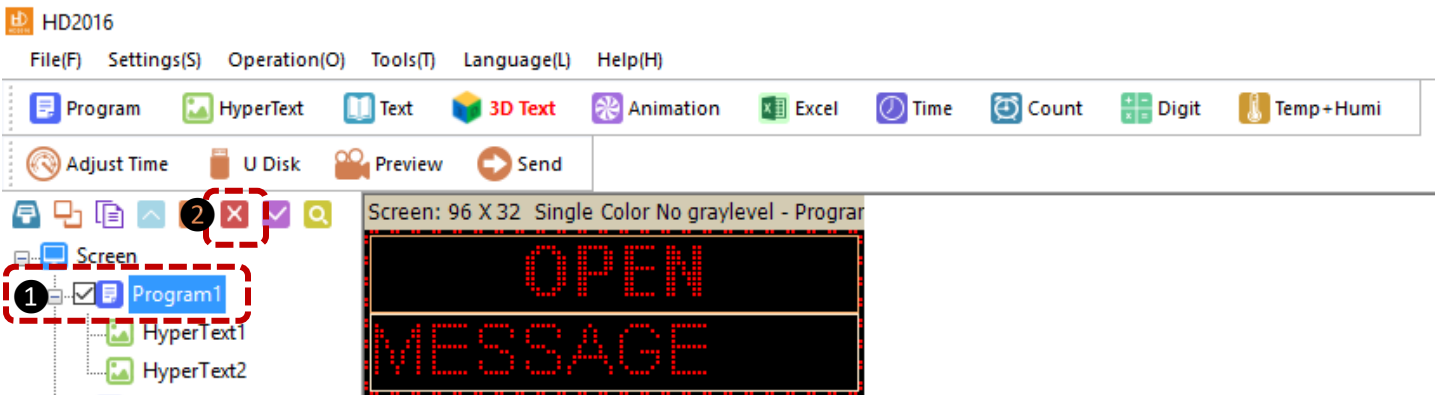 HD2016
File(F) Settings(S) Operation(O) Tools(T) Language(L) Help(H)
Program HyperText Text 3D Text Animation Excel Time Count Digit Temp+Humi
Adjust Time U Disk Preview Send
2
Screen: 96 X 32 Single Color No graylevel - Prograr
Screen
OPEN
1 Program1
HyperText1
MESSAGE
HyperText2